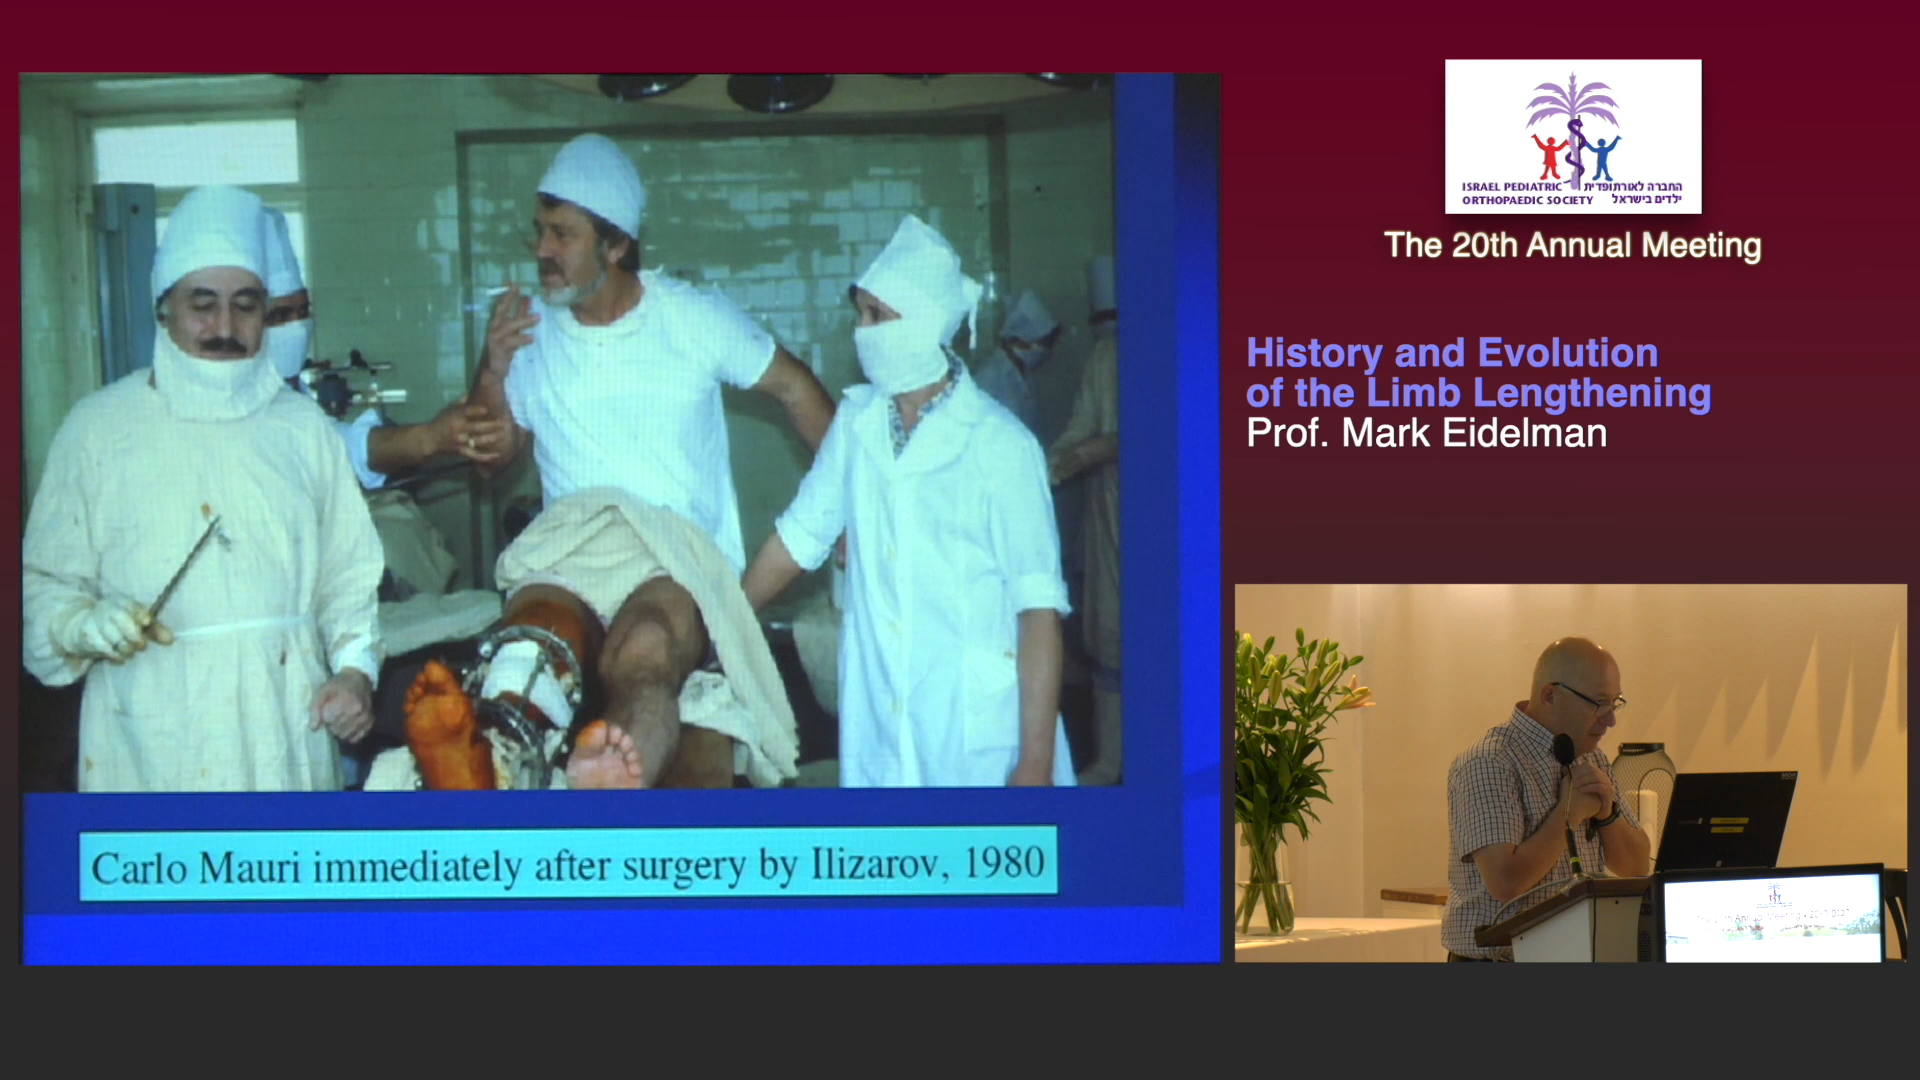 Carlo Mauri immediately after surgery by Ilizarov, 1980
ISRAEL PEDIATRIC
ORTHOPAEDIC SOCIETY
החברה לאורתופדית
ילדים בישראל
The 20th Annual Meeting
History and Evolution
of the Limb Lengthening
Prof. Mark Eidelman